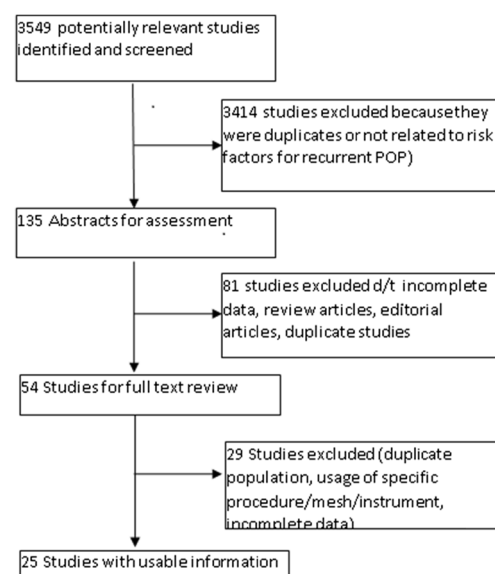 3549 potentially relevant studies
identified and screened
3414 studies excluded because they
were duplicates or not related to risk
factors for recurrent POP)
135 Abstracts for assessment
81 studies excluded d/t incomplete
data, review articles, editorial
articles, duplicate studies
54 Studies for full text review
29 Studies excluded (duplicate
population, usage of specific
procedure/mesh/instrument,
incomplete data)
25 Studies with usable information